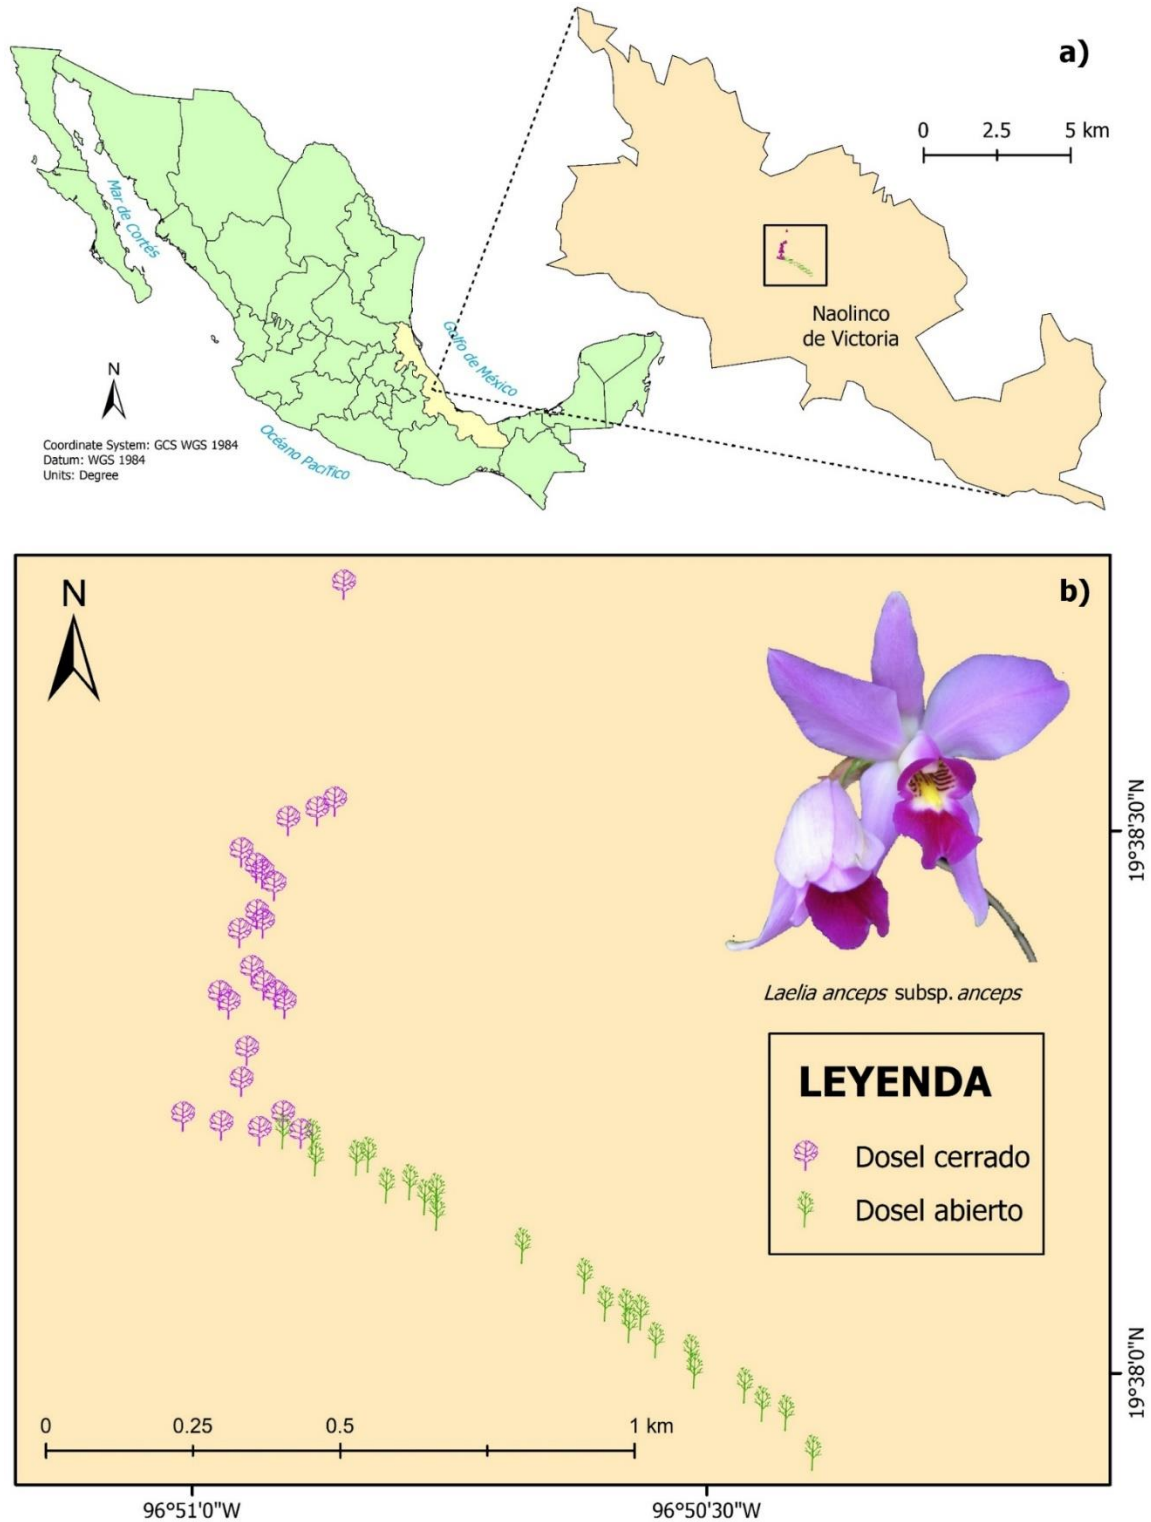 a)
0 2.5 5 km
Mar de Cortés
Naolinco
de Victoria
Golfo de México
N
Coordinate System: GCS WGS 1984
Datum: WGS 1984
Units: Degree
Océano Pacífico
b)
N
19°38'30"N
Laelia anceps subsp. anceps
LEYENDA
Dosel cerrado
Dosel abierto
19°38'0"N
0 0.25 0.5 1 km
96°51'0"W 96°50'30"W